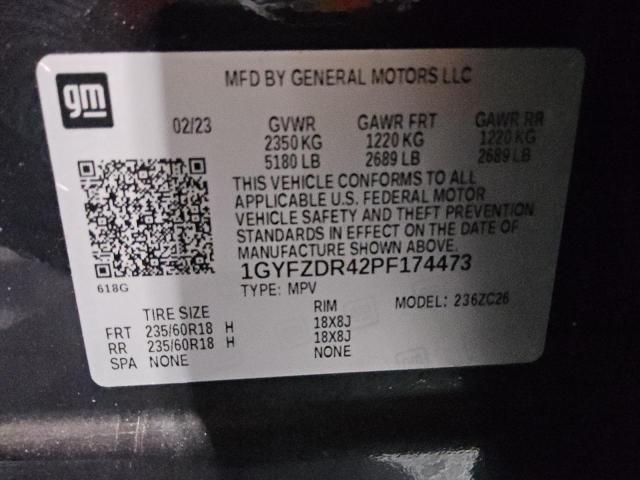 gm
MFD BY GENERAL MOTORS LLC
02/23 GVWR GAWR FRT GAWR RR
2350 KG 1220 KG 1220 KG
5180 LB 2689 LB 2689 LB
THIS VEHICLE CONFORMS TO ALL
APPLICABLE U.S. FEDERAL MOTOR
VEHICLE SAFETY AND THEFT PREVENTION
STANDARDS IN EFFECT ON THE DATE OF
MANUFACTURE SHOWN ABOVE.
1GYFZDR42PF174473
618G
TYPE: MPV MODEL: 236ZC26
TIRE SIZE RIM
FRT 235/60R18 H 18X8J
RR 235/60R18 H 18X8J
SPA NONE NONE